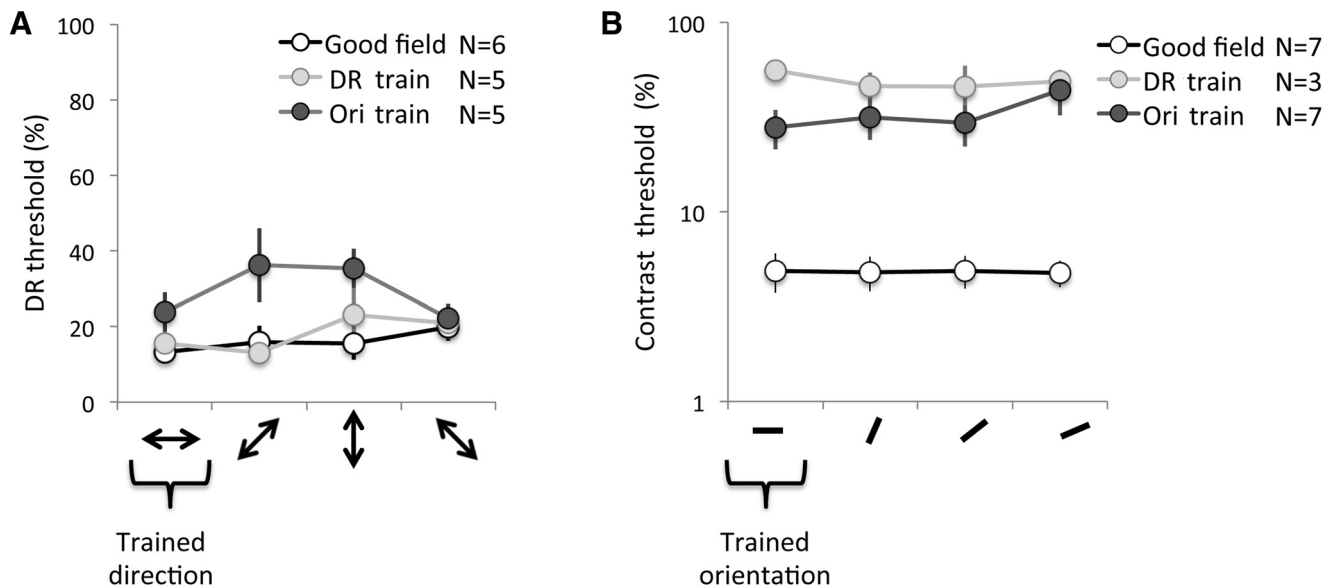 A
DR threshold (%)
100
80
60
40
20
0
Good field N=6
DR train N=5
Ori train N=5
Trained
direction
B
Contrast threshold (%)
100
10
1
Good field N=7
DR train N=3
Ori train N=7
Trained
orientation